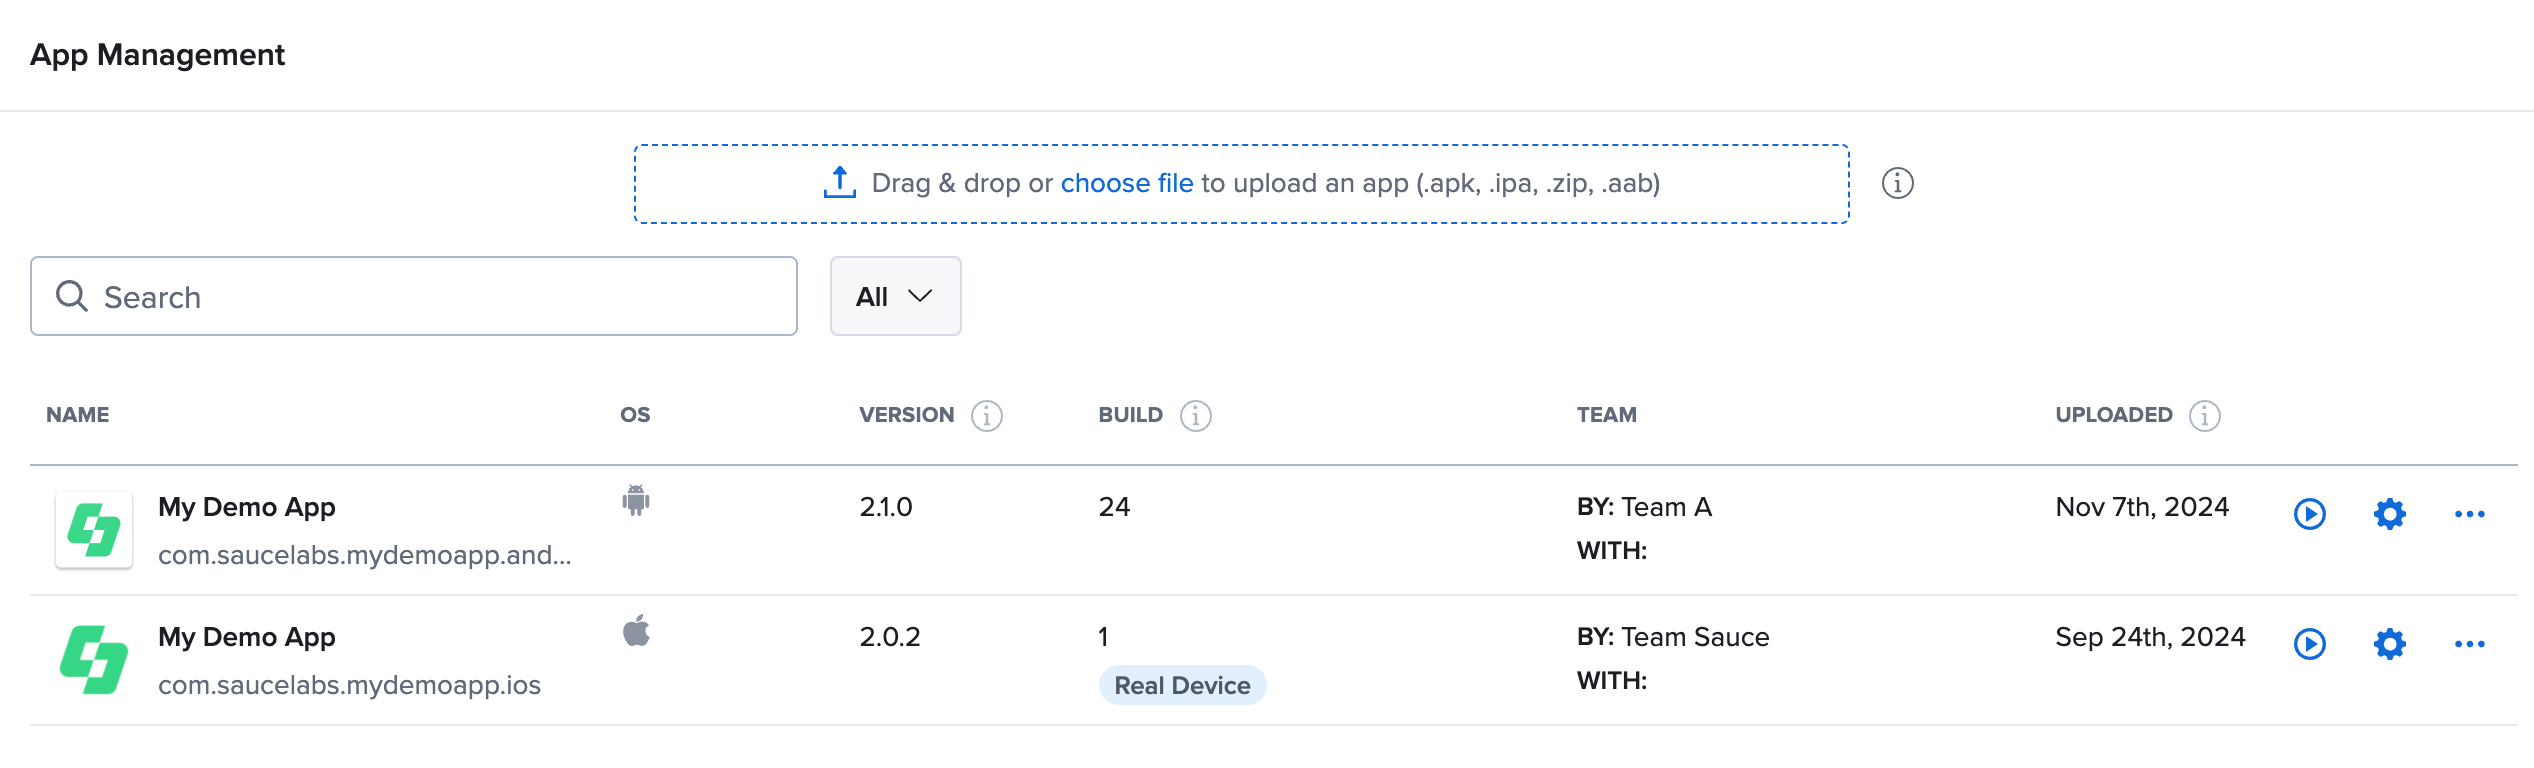 App Management
Drag & drop or choose file to upload an app (.apk, .ipa, .zip, .aab)
Search
All
NAME OS VERSION BUILD TEAM UPLOADED
My Demo App 2.1.0 24 BY: Team A Nov 7th, 2024
com.saucelabs.mydemoapp.and... WITH:
My Demo App 2.0.2 1 BY: Team Sauce Sep 24th, 2024
com.saucelabs.mydemoapp.ios Real Device WITH: